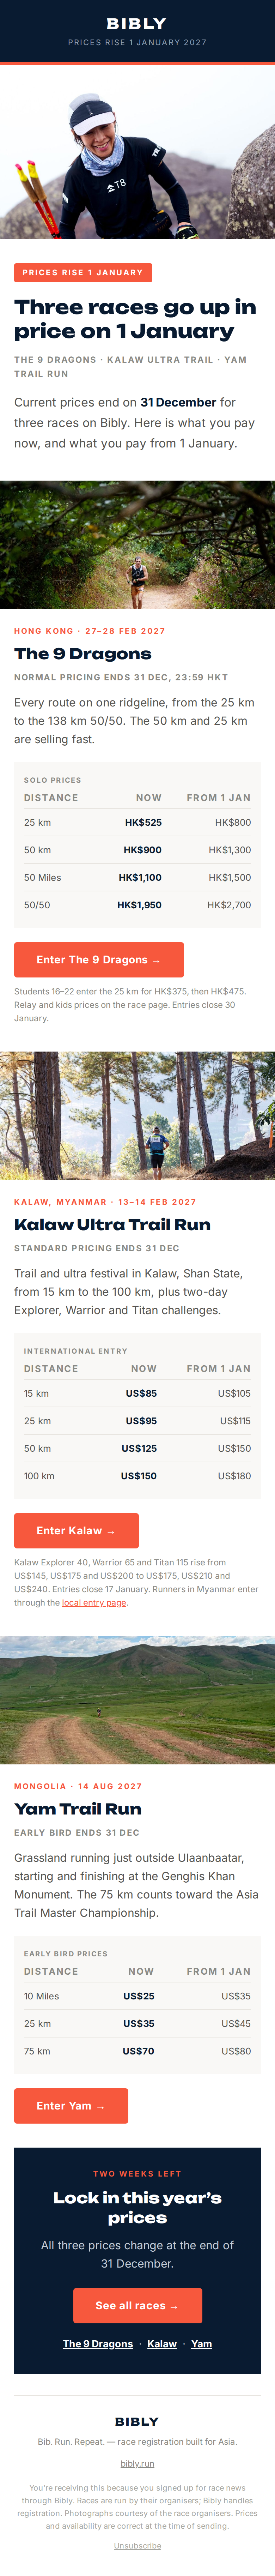 BIBLY
PRICES RISE 1 JANUARY 2027
T8
PRICES RISE 1 JANUARY
Three races go up in
price on 1 January
THE 9 DRAGONS · KALAW ULTRA TRAIL · YAM
TRAIL RUN
Current prices end on 31 December for
three races on Bibly. Here is what you pay
now, and what you pay from 1 January.
HONG KONG · 27–28 FEB 2027
The 9 Dragons
NORMAL PRICING ENDS 31 DEC, 23:59 HKT
Every route on one ridgeline, from the 25 km
to the 138 km 50/50. The 50 km and 25 km
are selling fast.
SOLO PRICES
DISTANCE NOW FROM 1 JAN
25 km HK$525 HK$800
50 km HK$900 HK$1,300
50 Miles HK$1,100 HK$1,500
50/50 HK$1,950 HK$2,700
Enter The 9 Dragons →
Students 16–22 enter the 25 km for HK$375, then HK$475.
Relay and kids prices on the race page. Entries close 30
January.
KALAW, MYANMAR · 13–14 FEB 2027
Kalaw Ultra Trail Run
STANDARD PRICING ENDS 31 DEC
Trail and ultra festival in Kalaw, Shan State,
from 15 km to the 100 km, plus two-day
Explorer, Warrior and Titan challenges.
INTERNATIONAL ENTRY
DISTANCE NOW FROM 1 JAN
15 km US$85 US$105
25 km US$95 US$115
50 km US$125 US$150
100 km US$150 US$180
Enter Kalaw →
Kalaw Explorer 40, Warrior 65 and Titan 115 rise from
US$145, US$175 and US$200 to US$175, US$210 and
US$240. Entries close 17 January. Runners in Myanmar enter
through the local entry page.
MONGOLIA · 14 AUG 2027
Yam Trail Run
EARLY BIRD ENDS 31 DEC
Grassland running just outside Ulaanbaatar,
starting and finishing at the Genghis Khan
Monument. The 75 km counts toward the Asia
Trail Master Championship.
EARLY BIRD PRICES
DISTANCE NOW FROM 1 JAN
10 Miles US$25 US$35
25 km US$35 US$45
75 km US$70 US$80
Enter Yam →
TWO WEEKS LEFT
Lock in this year’s
prices
All three prices change at the end of
31 December.
See all races →
The 9 Dragons · Kalaw · Yam
BIBLY
Bib. Run. Repeat. — race registration built for Asia.
bibly.run
You're receiving this because you signed up for race news
through Bibly. Races are run by their organisers; Bibly handles
registration. Photographs courtesy of the race organisers. Prices
and availability are correct at the time of sending.
Unsubscribe